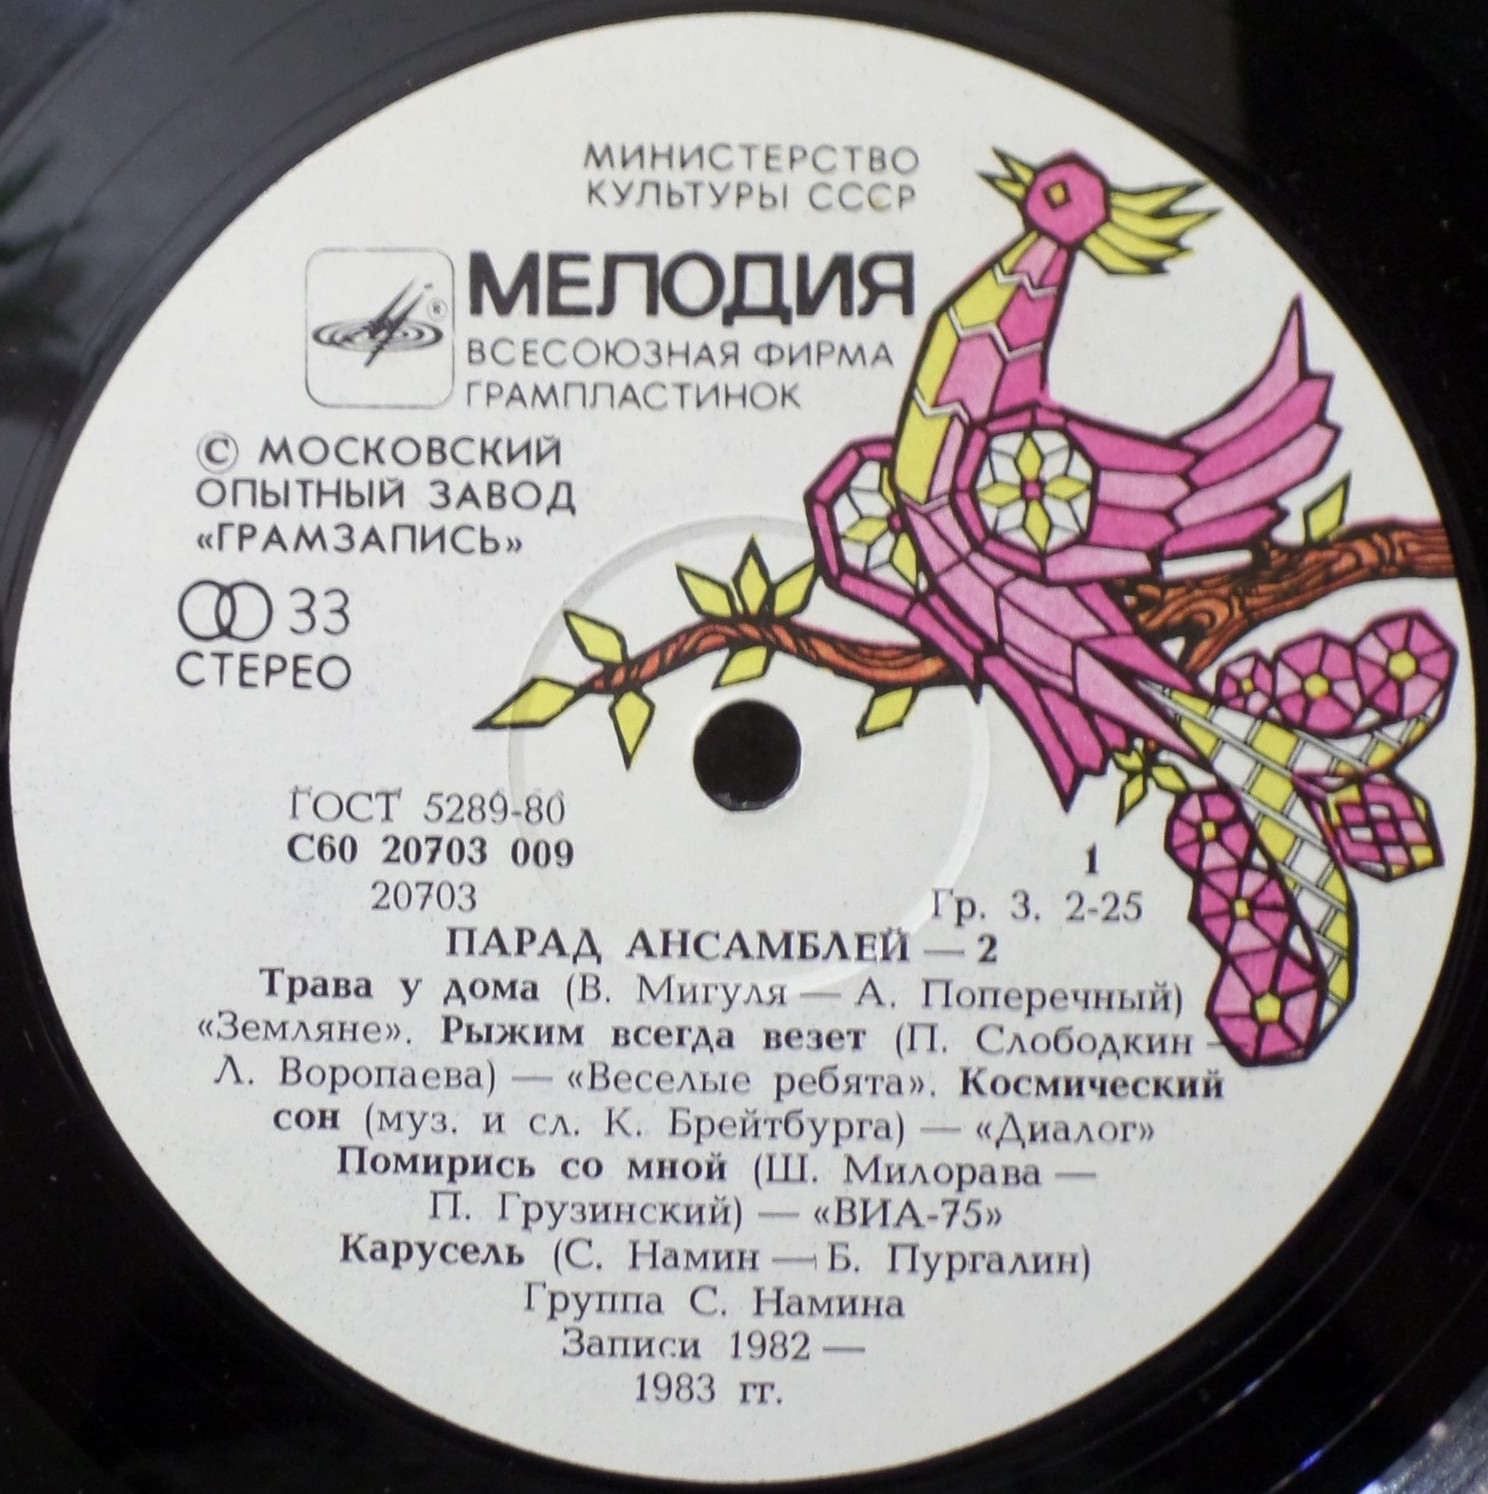 МИНИСТЕРСТВО
КУЛЬТУРЫ СССР
МЕЛОДИЯ
®
ВСЕСОЮЗНАЯ ФИРМА
ГРАМПЛАСТИНОК
© МОСКОВСКИЙ
ОПЫТНЫЙ ЗАВОД
«ГРАМЗАПИСЬ»
33
СТЕРЕО
ГОСТ 5289-80
С60 20703 009
20703
1
Гр. 3. 2-25
ПАРАД АНСАМБЛЕЙ — 2
Трава у дома (В. Мигуля — А. Поперечный)
«Земляне». Рыжим всегда везет (П. Слободкин —
Л. Воропаева) — «Веселые ребята». Космический
сон (муз. и сл. К. Брейтбурга) — «Диалог»
Помирись со мной (Ш. Милорава —
П. Грузинский) — «ВИА-75»
Карусель (С. Намин — Б. Пургалин)
Группа С. Намина
Записи 1982 —
1983 гг.